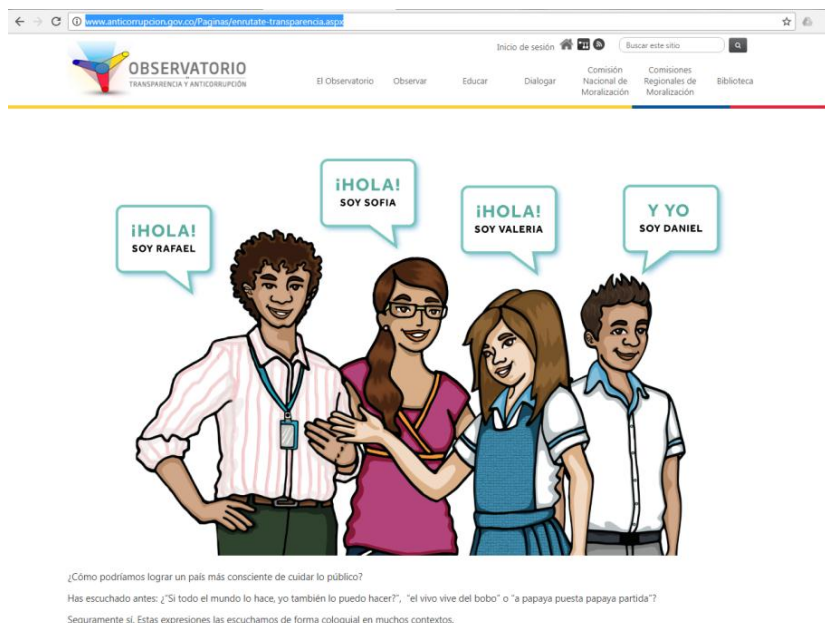 www.anticorrupcion.gov.co/Paginas/enrutate-transparencia.aspx
Inicio de sesión
Buscar este sitio
OBSERVATORIO
TRANSPARENCIA Y ANTICORRUPCIÓN
El Observatorio
Observar
Educar
Dialogar
Comisión
Nacional de
Moralización
Comisiones
Regionales de
Moralización
Biblioteca
¡HOLA!
SOY RAFAEL
¡HOLA!
SOY SOFIA
¡HOLA!
SOY VALERIA
Y YO
SOY DANIEL
¿Cómo podríamos lograr un país más consciente de cuidar lo público?
Has escuchado antes: ¿"Si todo el mundo lo hace, yo también lo puedo hacer?", "el vivo vive del bobo" o "a papaya puesta papaya partida"?
Seguramente sí. Estas expresiones las escuchamos de forma coloquial en muchos contextos.